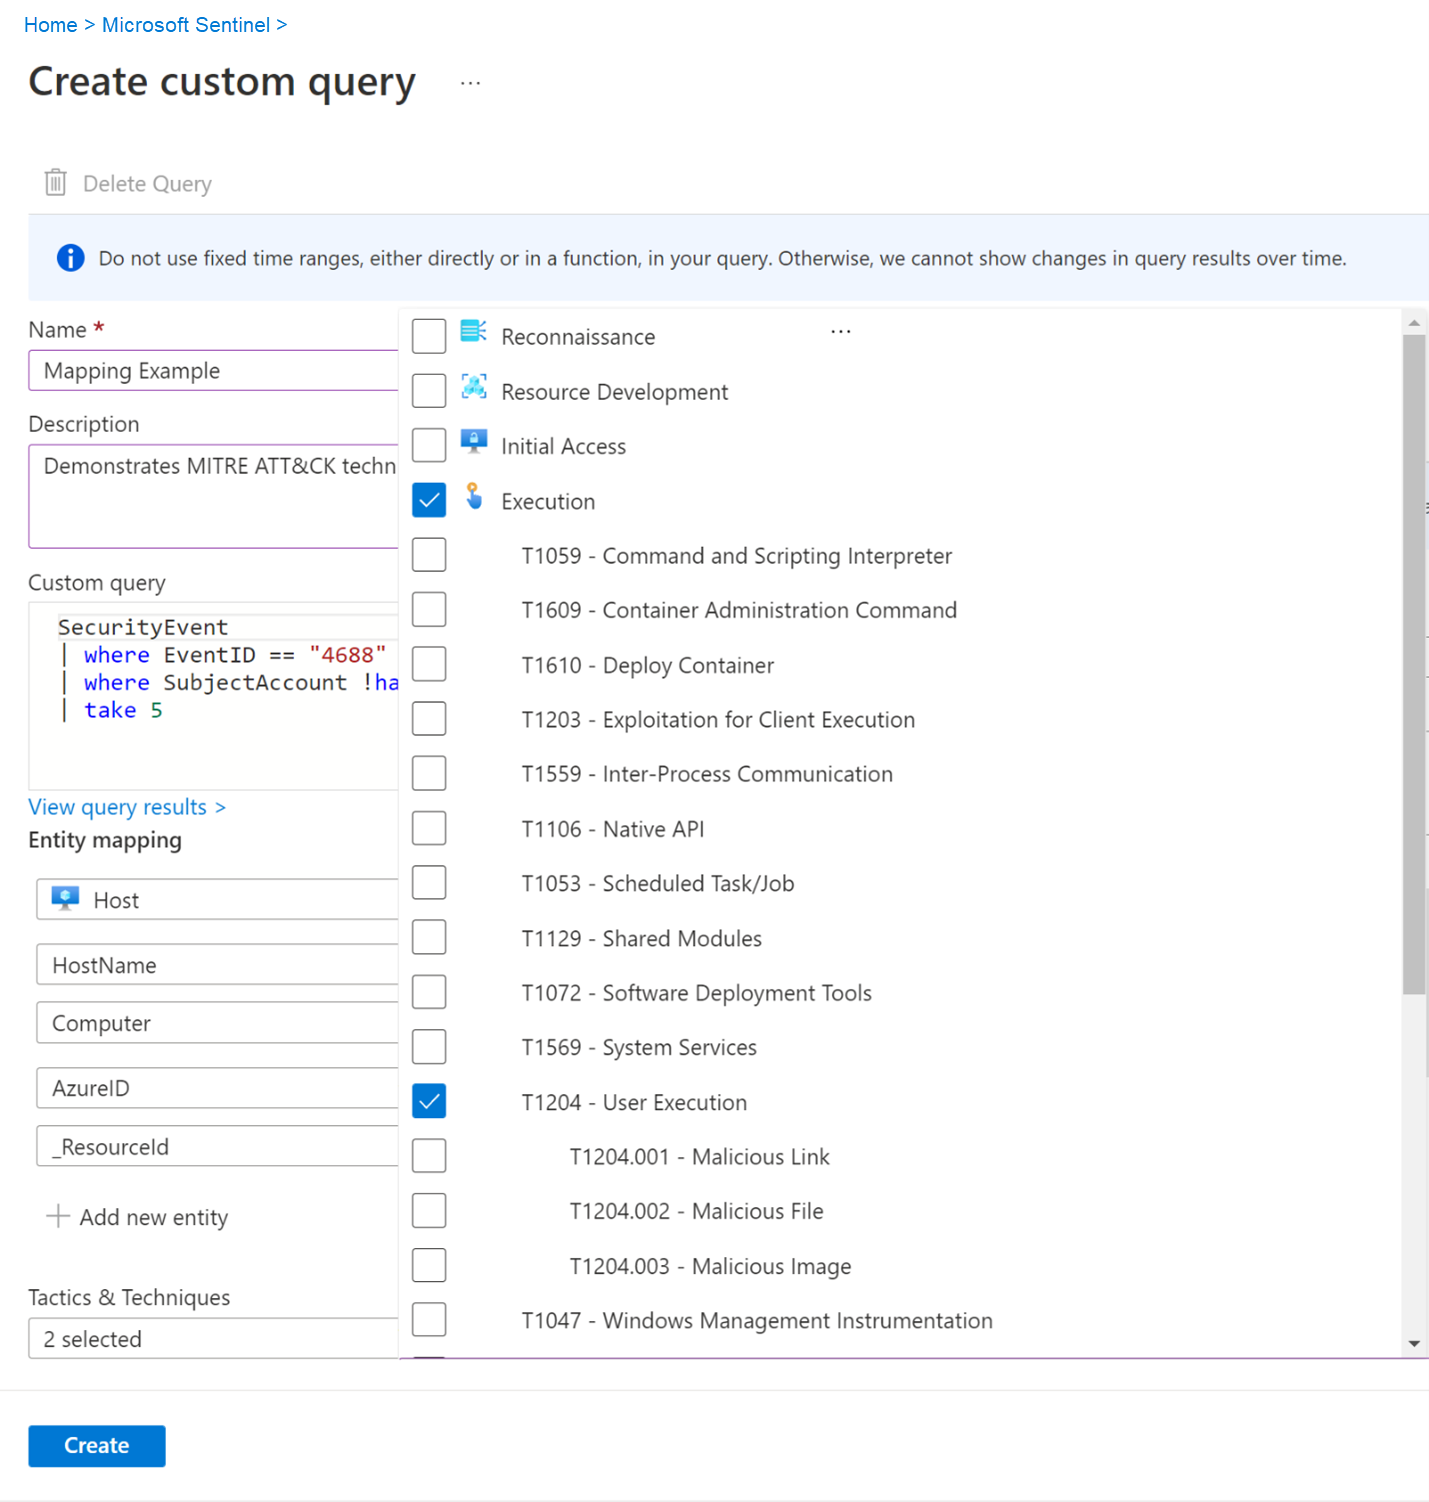 Home > Microsoft Sentinel >
Create custom query ...
Delete Query
Do not use fixed time ranges, either directly or in a function, in your query. Otherwise, we cannot show changes in query results over time.
Name *
Mapping Example
Description
Demonstrates MITRE ATT&CK techn
Custom query
SecurityEvent
| where EventID == "4688"
| where SubjectAccount !ha
| take 5
View query results >
Entity mapping
Host
HostName
Computer
AzureID
_ResourceId
Add new entity
Tactics & Techniques
2 selected
Reconnaissance ...
Resource Development
Initial Access
Execution
T1059 - Command and Scripting Interpreter
T1609 - Container Administration Command
T1610 - Deploy Container
T1203 - Exploitation for Client Execution
T1559 - Inter-Process Communication
T1106 - Native API
T1053 - Scheduled Task/Job
T1129 - Shared Modules
T1072 - Software Deployment Tools
T1569 - System Services
T1204 - User Execution
T1204.001 - Malicious Link
T1204.002 - Malicious File
T1204.003 - Malicious Image
T1047 - Windows Management Instrumentation
Create